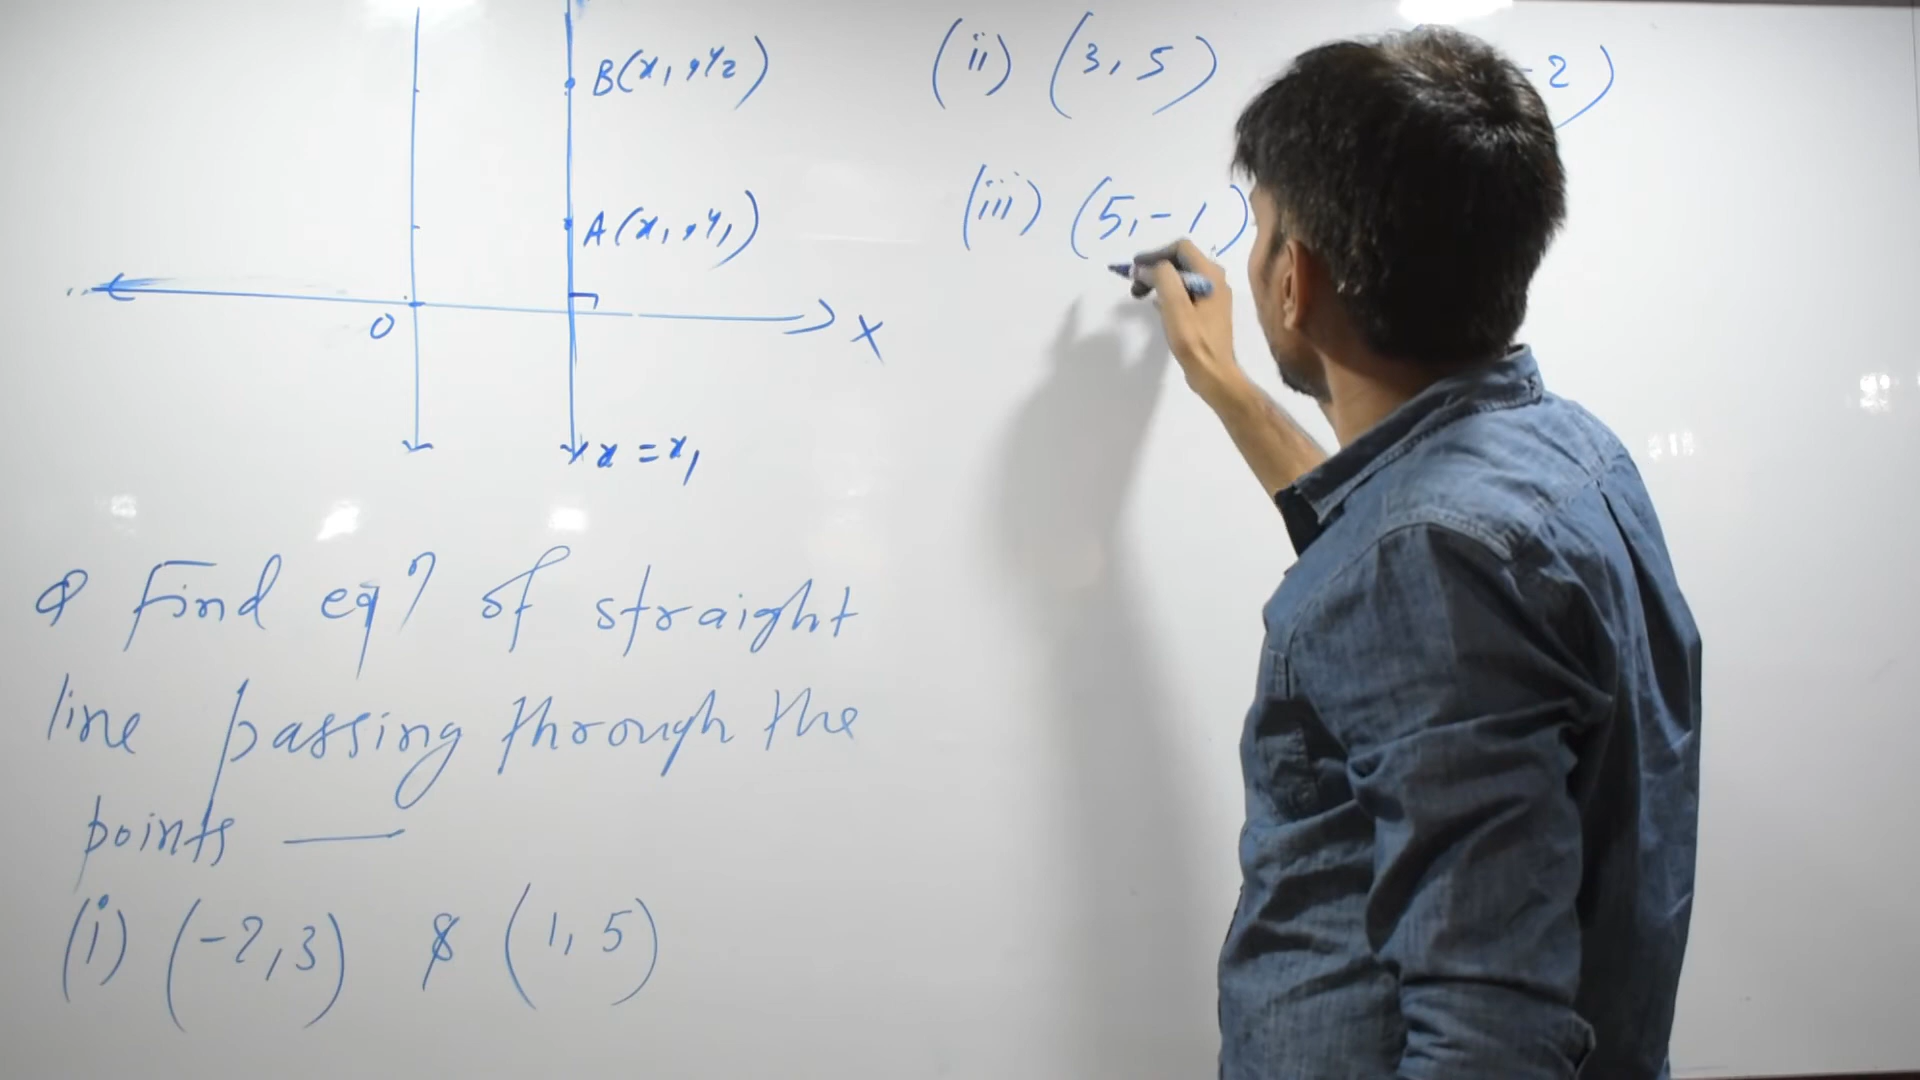 B(x₁, y₂)
A(x₁, y₁)
O
X
x = x₁
Q Find eqⁿ of straight
line passing through the
points —
(i) (-2, 3) & (1, 5)
(ii) (3, 5) -2)
(iii) (5, -1)